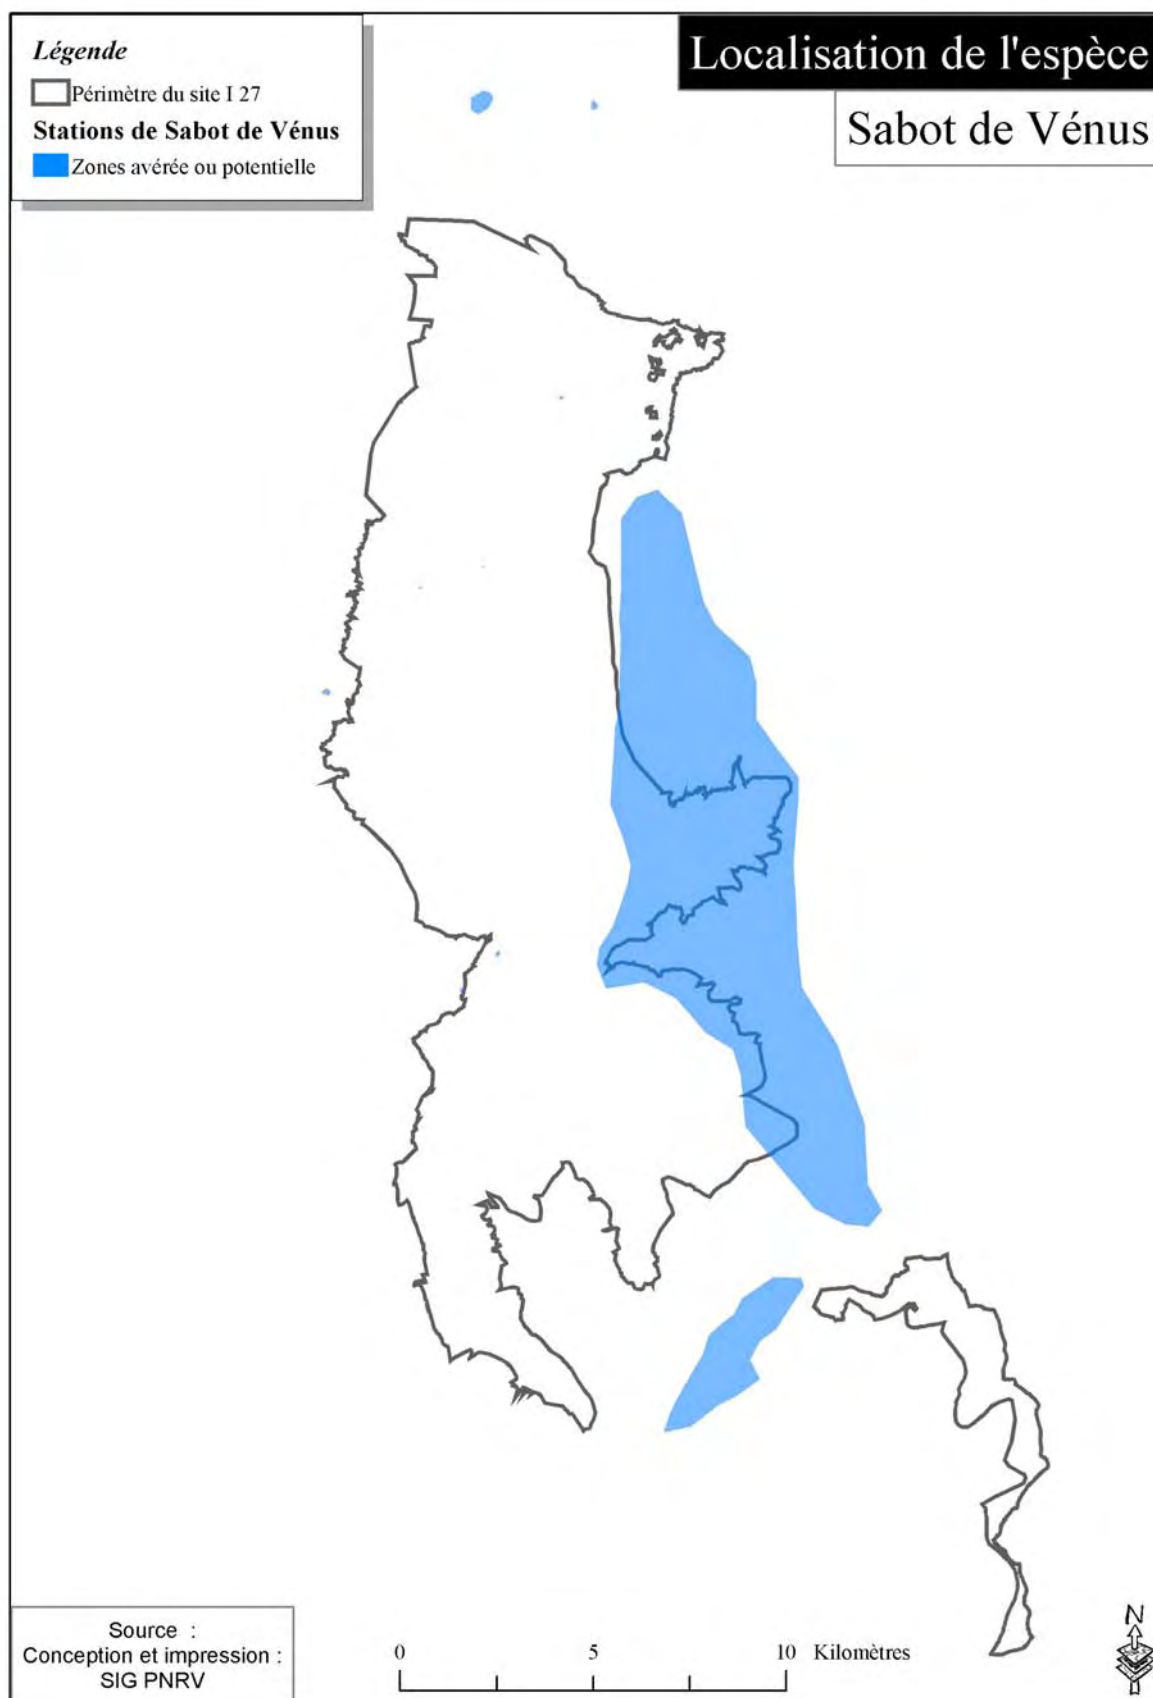 Légende
Périmètre du site I 27
Stations de Sabot de Vénus
Zones avérée ou potentielle
Localisation de l'espèce
Sabot de Vénus
Source :
Conception et impression :
SIG PNRV
0 5 10 Kilomètres
N